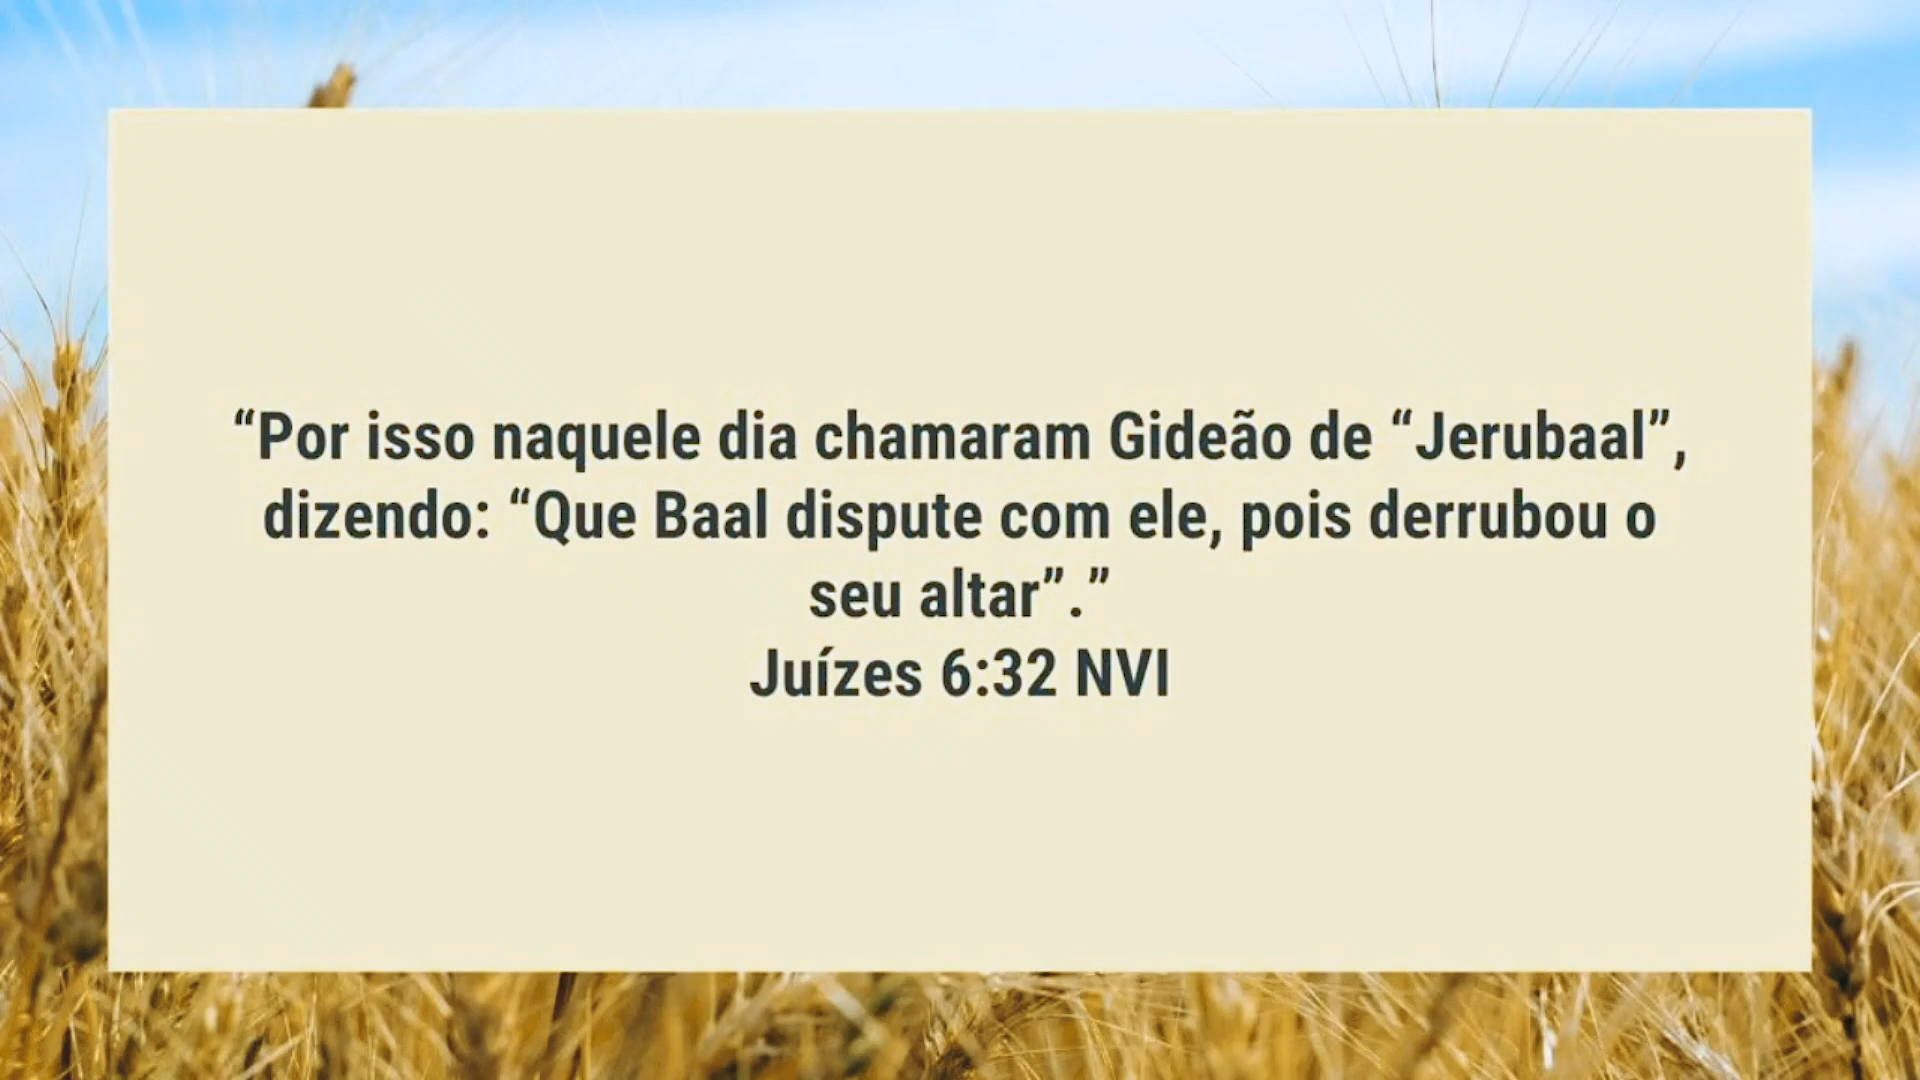 “Por isso naquele dia chamaram Gideão de “Jerubaal”,
dizendo: “Que Baal dispute com ele, pois derrubou o
seu altar”.”
Juízes 6:32 NVI